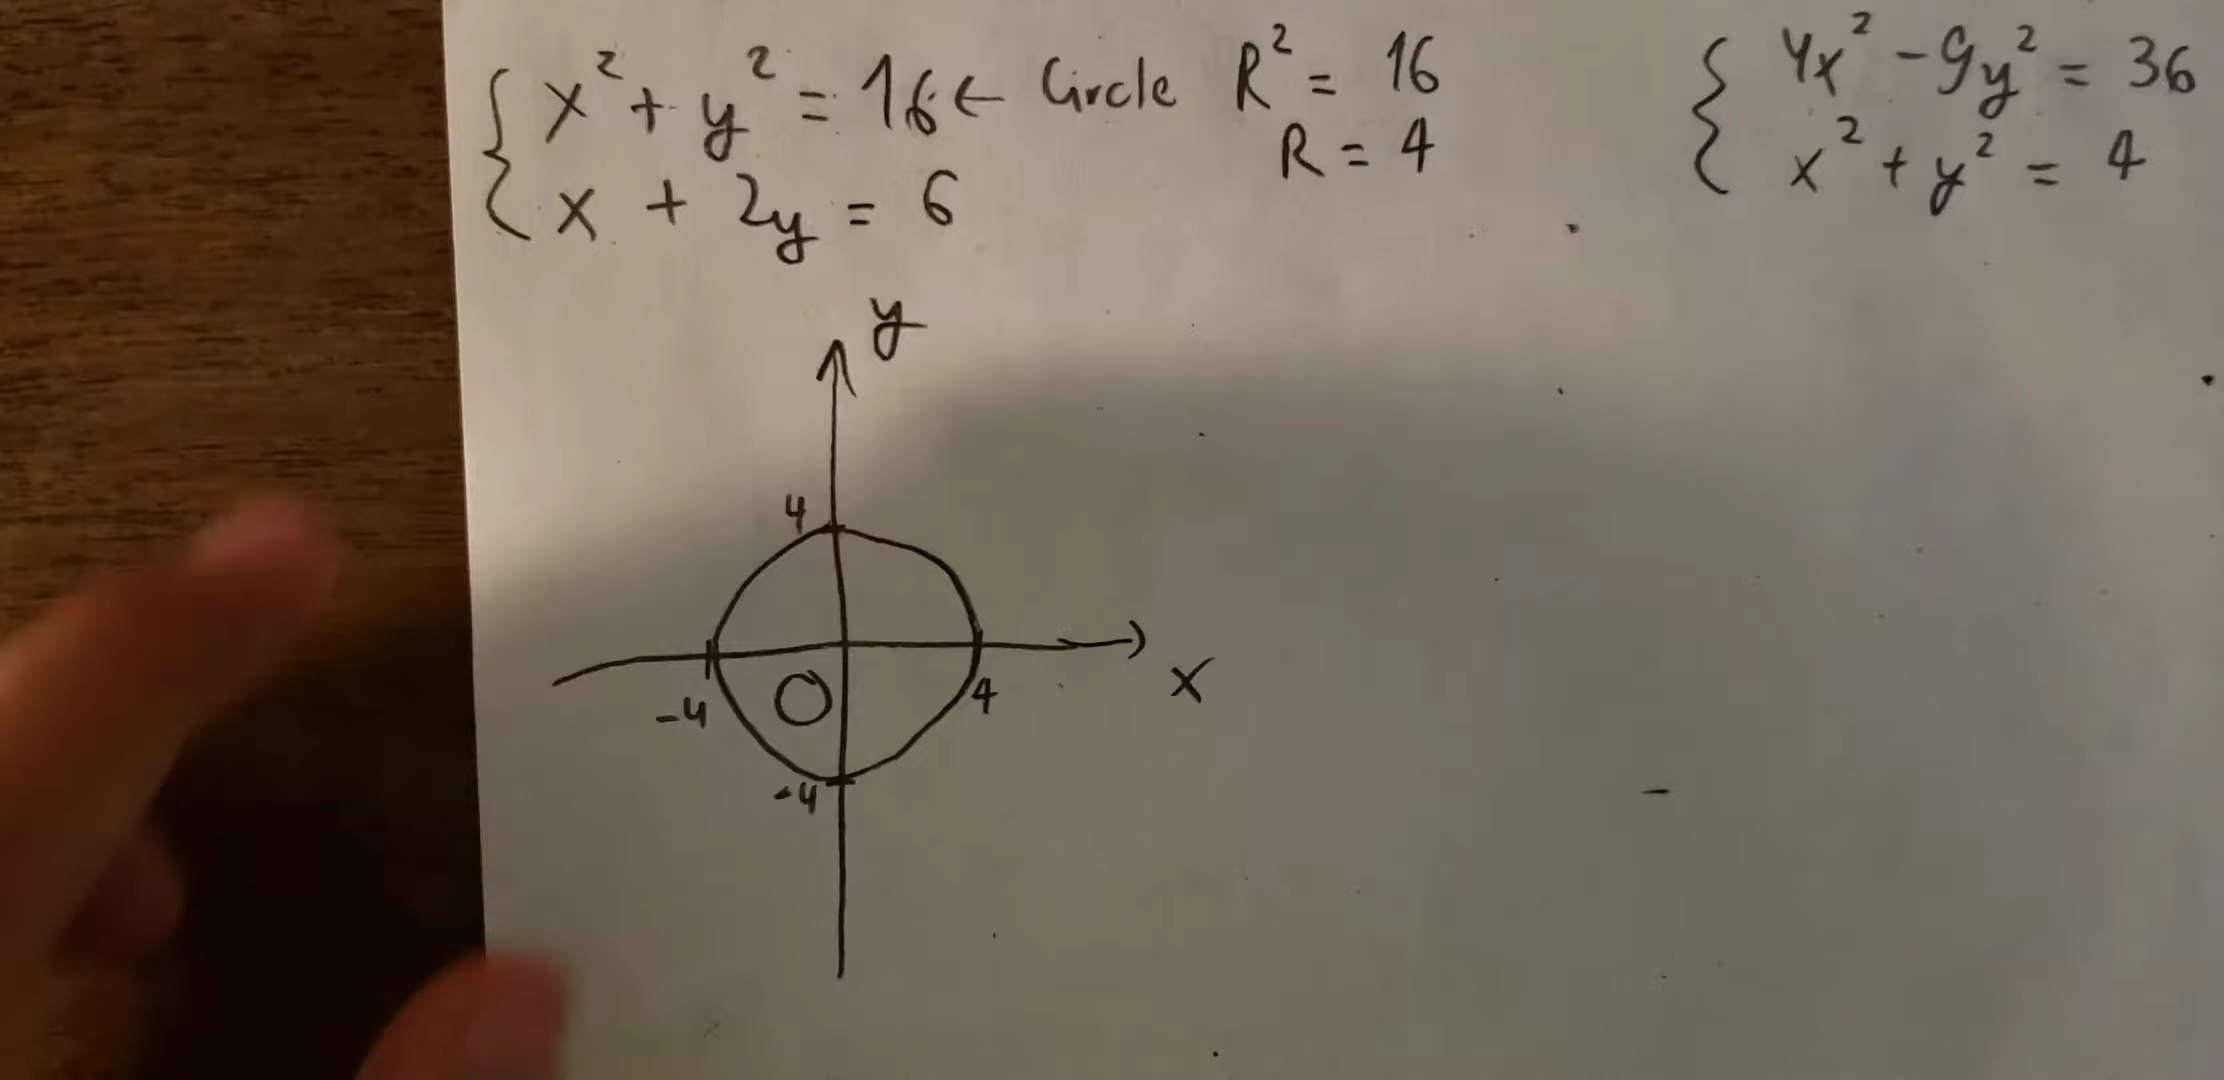 x² + y² = 16 ← Circle R² = 16
R = 4
x + 2y = 6
4x² - 9y² = 36
x² + y² = 4
y
4
-4
O
4
x
-4